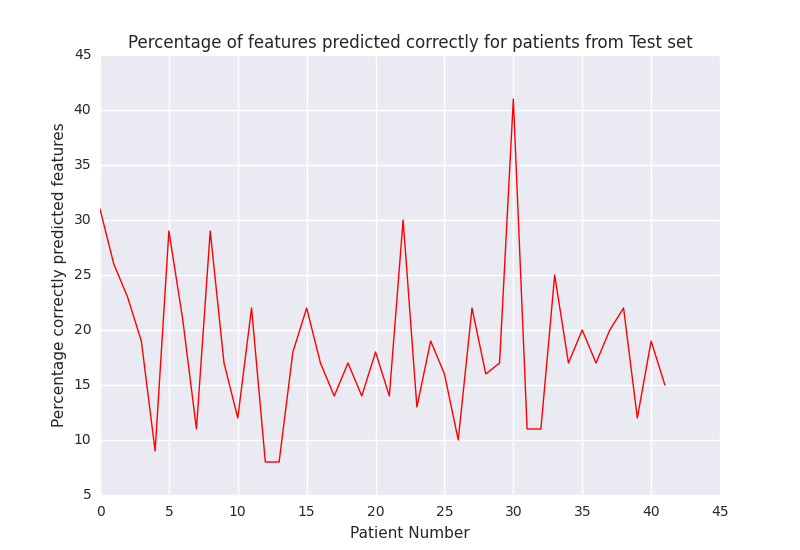 Percentage of features predicted correctly for patients from Test set
45
40
35
30
25
20
15
10
5
Percentage correctly predicted features
0 5 10 15 20 25 30 35 40 45
Patient Number